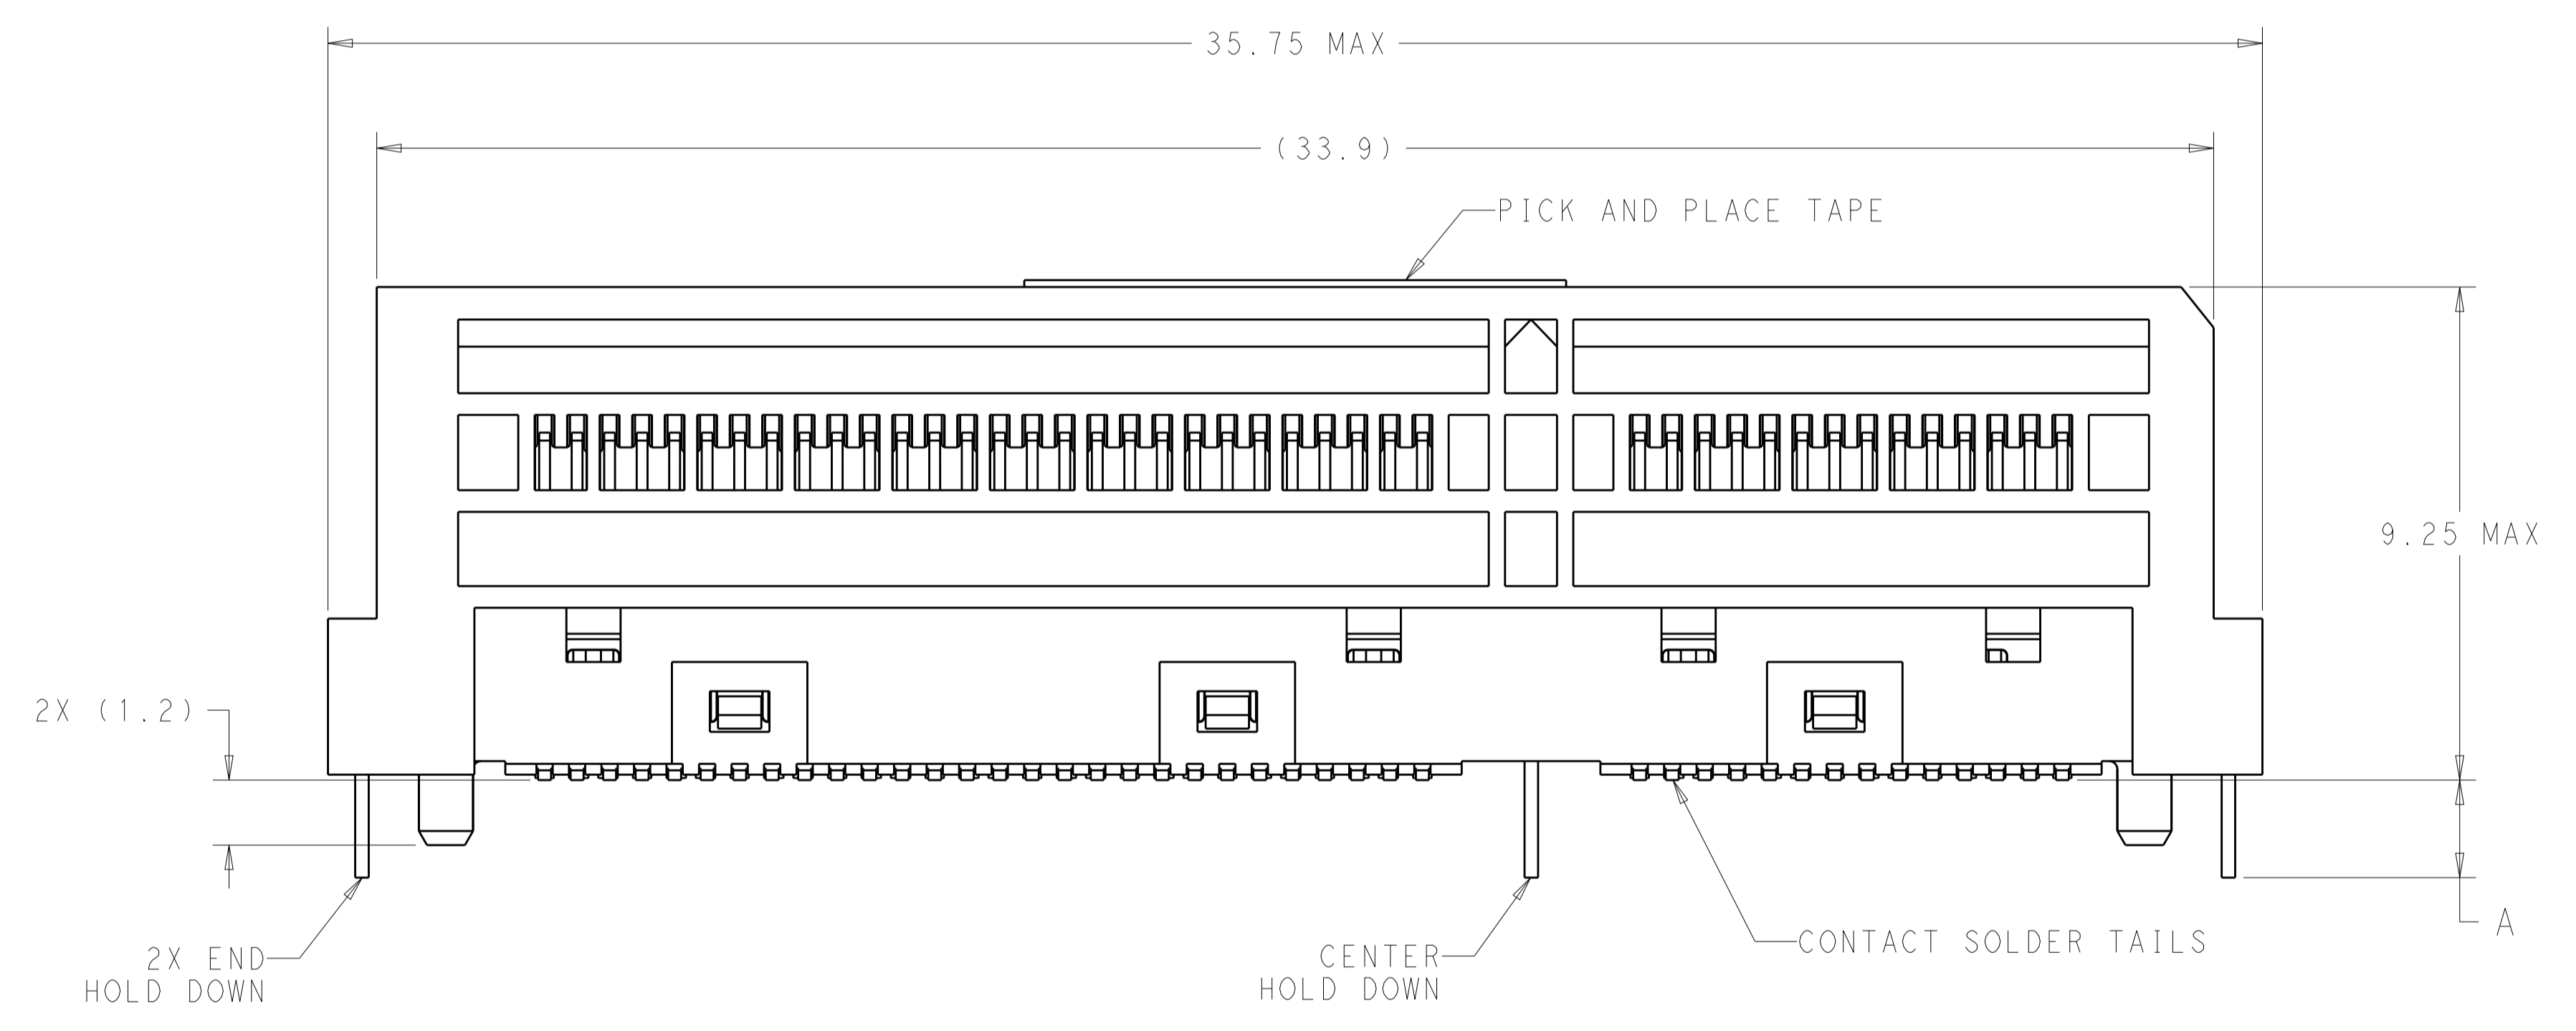 35.75 MAX
(33.9)
PICK AND PLACE TAPE
9.25 MAX
2X (1.2)
2X END
HOLD DOWN
CENTER
HOLD DOWN
CONTACT SOLDER TAILS
A